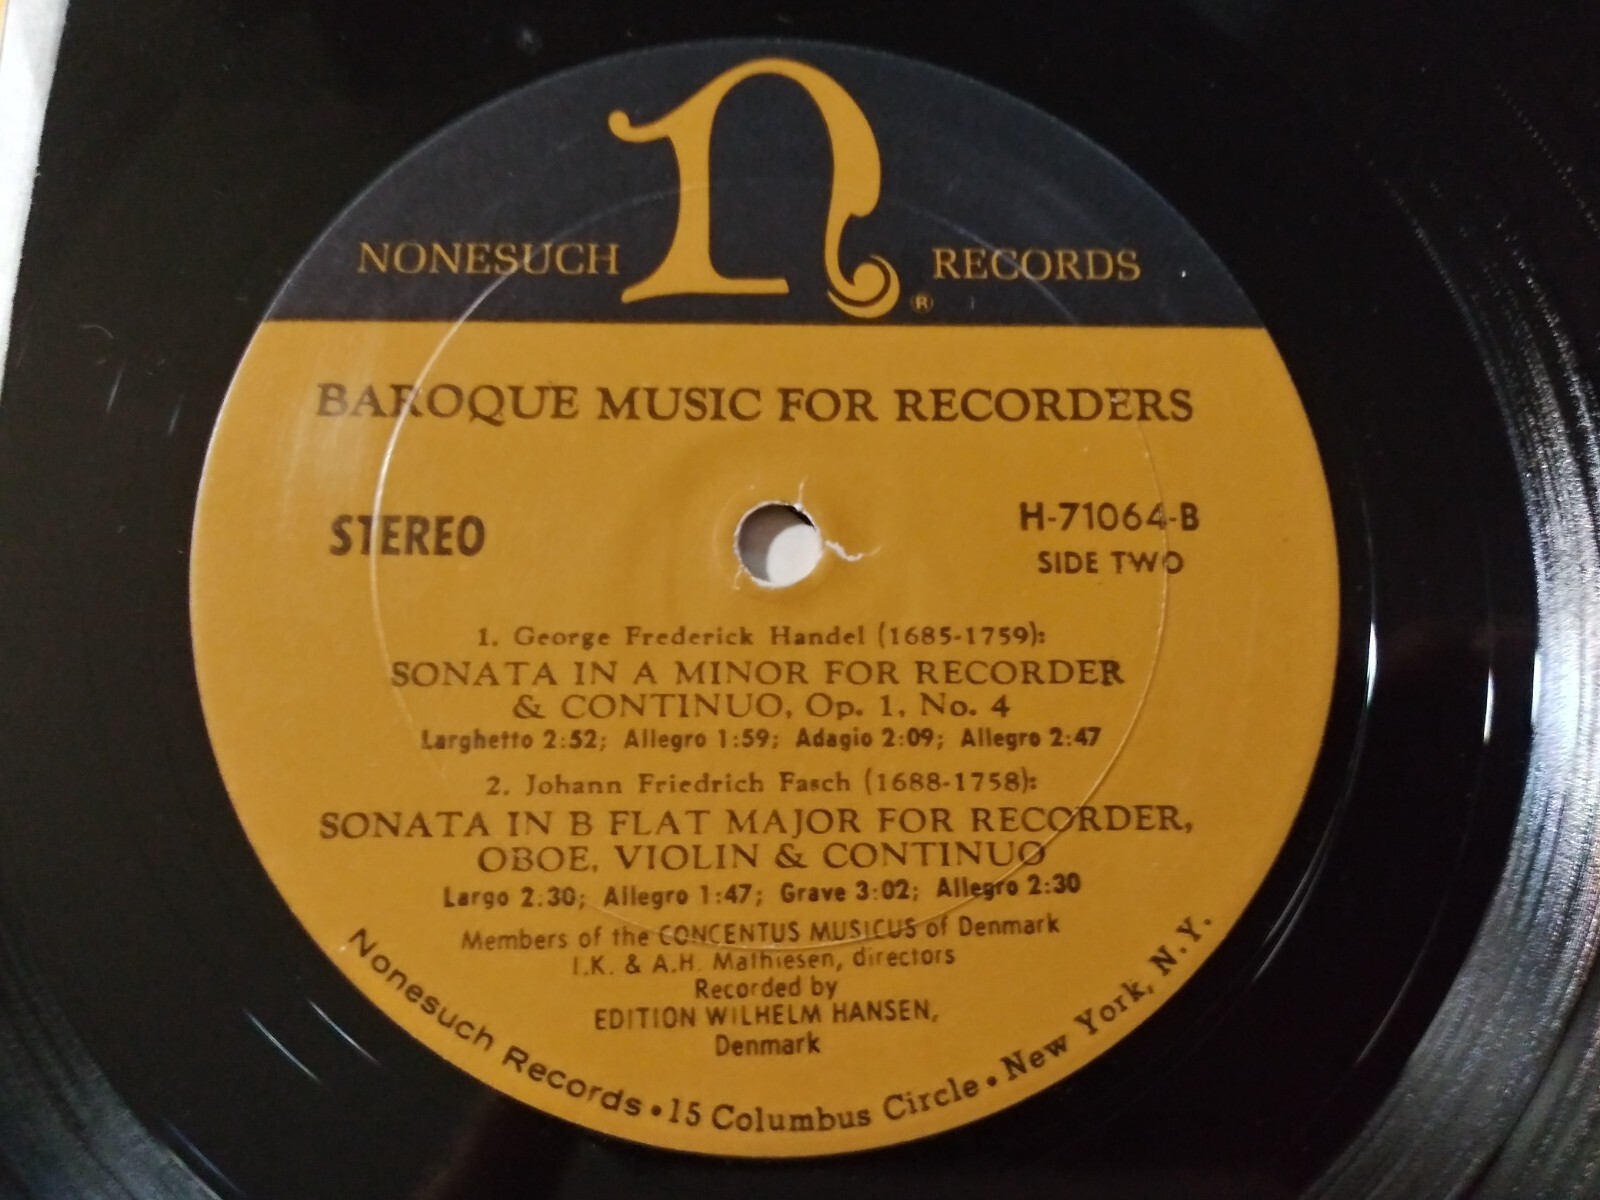 n
NONESUCH RECORDS
®
BAROQUE MUSIC FOR RECORDERS
STEREO
H-71064-B
SIDE TWO
1. George Frederick Handel (1685-1759):
SONATA IN A MINOR FOR RECORDER
& CONTINUO, Op. 1, No. 4
Larghetto 2:52; Allegro 1:59; Adagio 2:09; Allegro 2:47
2. Johann Friedrich Fasch (1688-1758):
SONATA IN B FLAT MAJOR FOR RECORDER,
OBOE, VIOLIN & CONTINUO
Largo 2:30; Allegro 1:47; Grave 3:02; Allegro 2:30
Members of the CONCENTUS MUSICUS of Denmark
I.K. & A.H. Mathiesen, directors
Recorded by
EDITION WILHELM HANSEN,
Denmark
Nonesuch Records • 15 Columbus Circle • New York, N.Y.